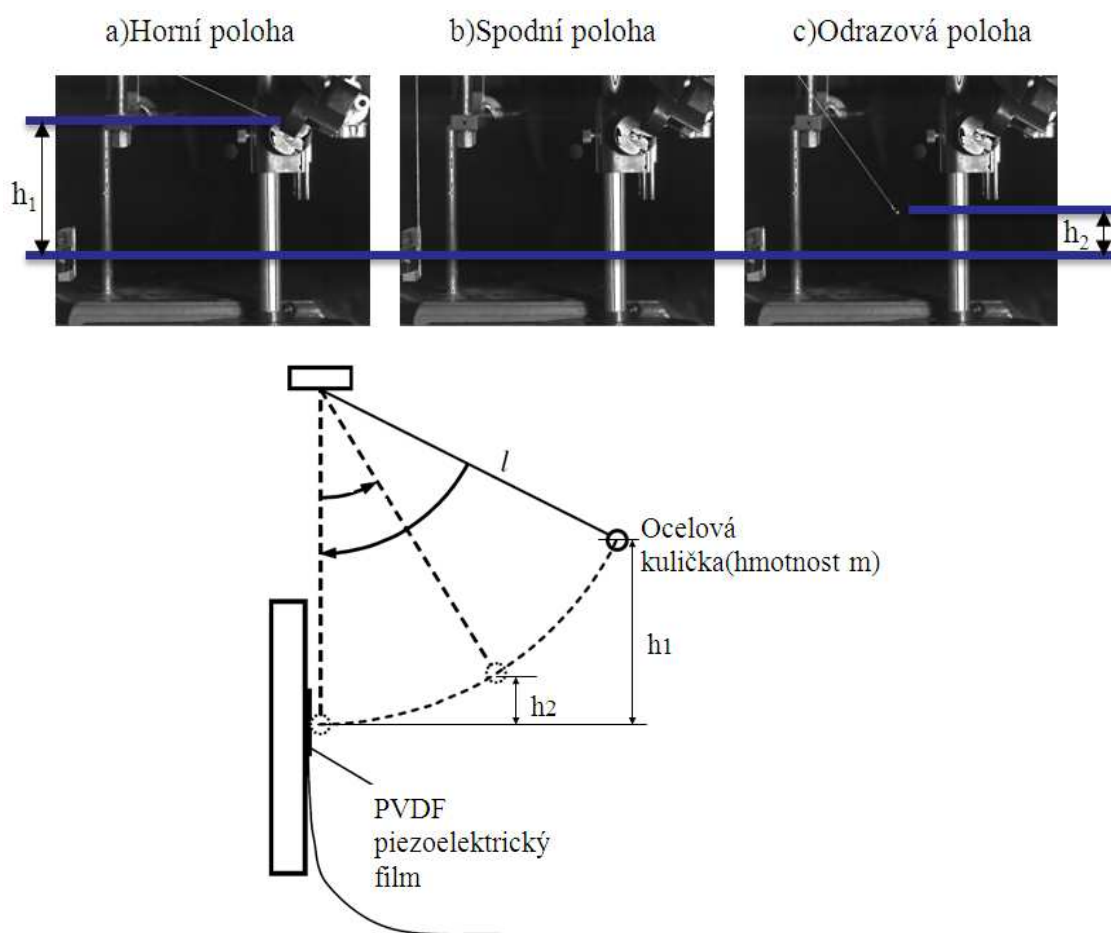 a)Horní poloha
b)Spodní poloha
c)Odrazová poloha
h1
h2
l
Ocelová
kulička(hmotnost m)
h1
h2
PVDF
piezoelektrický
film